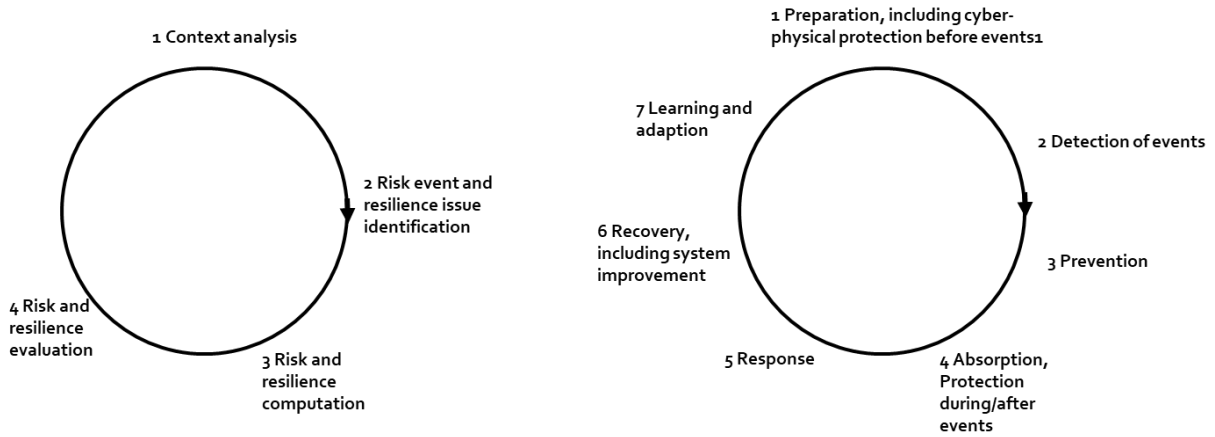 1 Context analysis
2 Risk event and
resilience issue
identification
3 Risk and
resilience
computation
4 Risk and
resilience
evaluation
1 Preparation, including cyber-
physical protection before events1
2 Detection of events
3 Prevention
4 Absorption,
Protection
during/after
events
5 Response
6 Recovery,
including system
improvement
7 Learning and
adaption